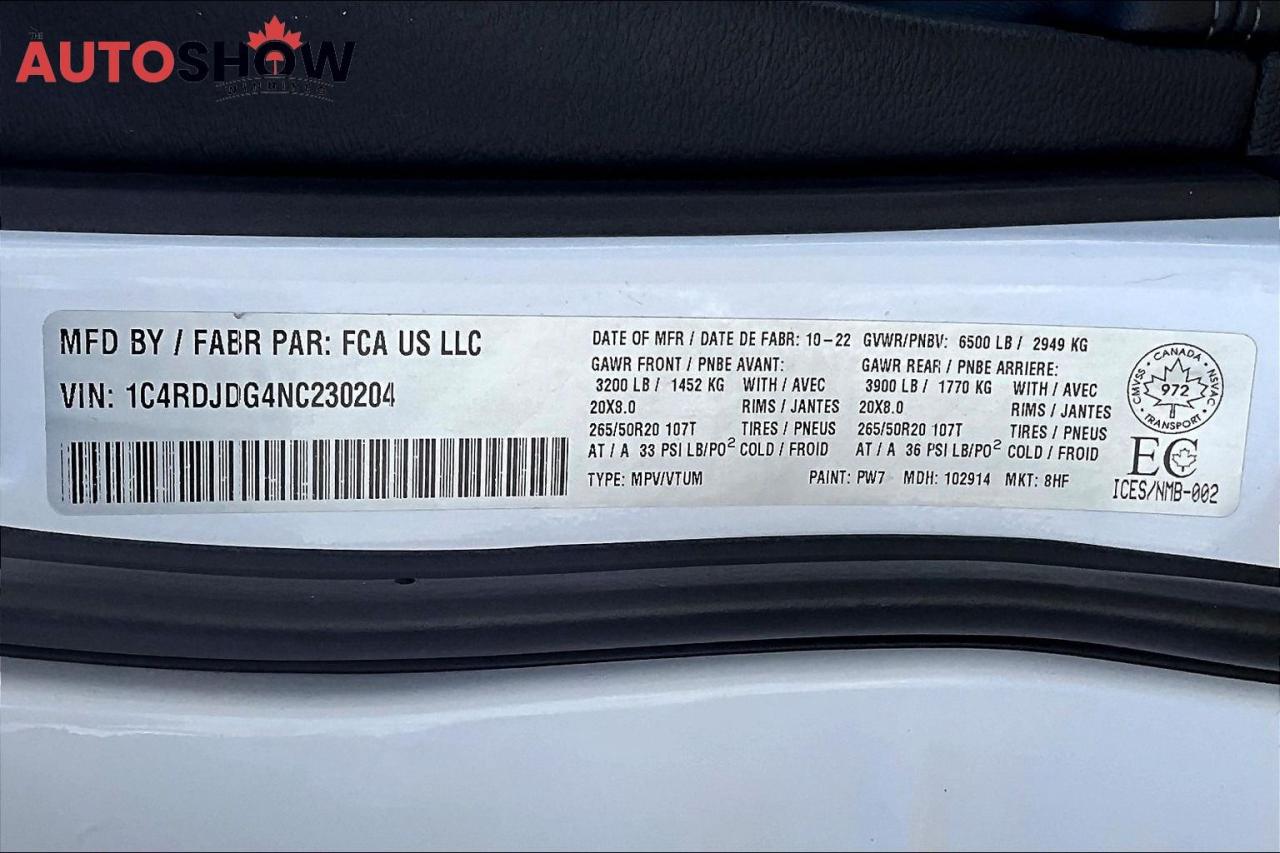 THE
AUTOSHOW
WINNIPEG
MFD BY / FABR PAR: FCA US LLC
VIN: 1C4RDJDG4NC230204
DATE OF MFR / DATE DE FABR: 10-22 GVWR/PNBV: 6500 LB / 2949 KG
GAWR FRONT / PNBE AVANT: GAWR REAR / PNBE ARRIERE:
3200 LB / 1452 KG WITH / AVEC 3900 LB / 1770 KG WITH / AVEC
20X8.0 RIMS / JANTES 20X8.0 RIMS / JANTES
265/50R20 107T TIRES / PNEUS 265/50R20 107T TIRES / PNEUS
AT / A 33 PSI LB/PO² COLD / FROID AT / A 36 PSI LB/PO² COLD / FROID
TYPE: MPV/VTUM PAINT: PW7 MDH: 102914 MKT: 8HF
CMVSS • CANADA • NSVAC
972
TRANSPORT
EC
ICES/NMB-002